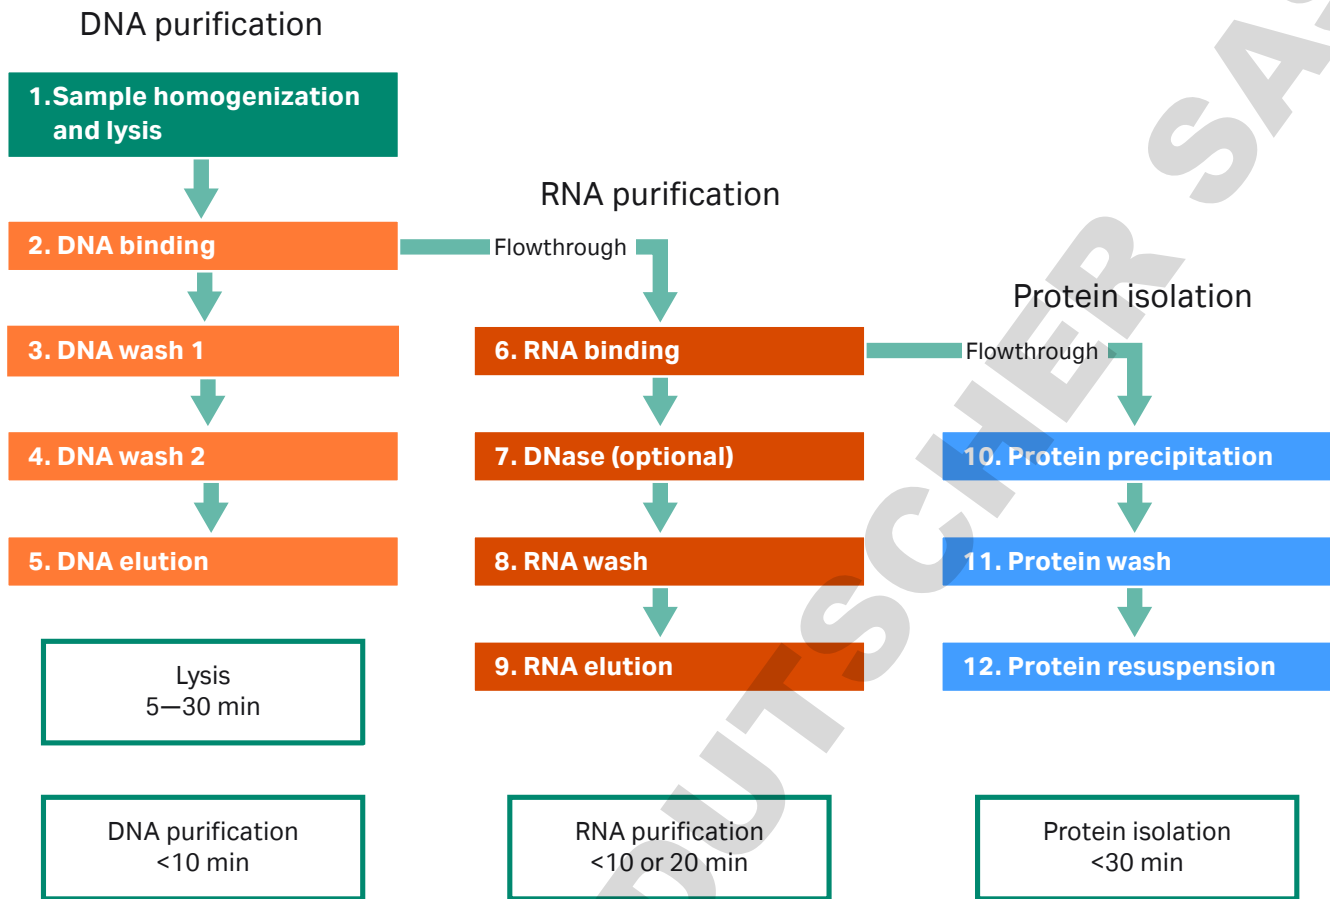 DNA purification
1.Sample homogenization
and lysis
2. DNA binding
3. DNA wash 1
4. DNA wash 2
5. DNA elution
Lysis
5—30 min
DNA purification
<10 min
Flowthrough
RNA purification
6. RNA binding
7. DNase (optional)
8. RNA wash
9. RNA elution
RNA purification
<10 or 20 min
Flowthrough
Protein isolation
10. Protein precipitation
11. Protein wash
12. Protein resuspension
Protein isolation
<30 min
DUTSCHER SAS